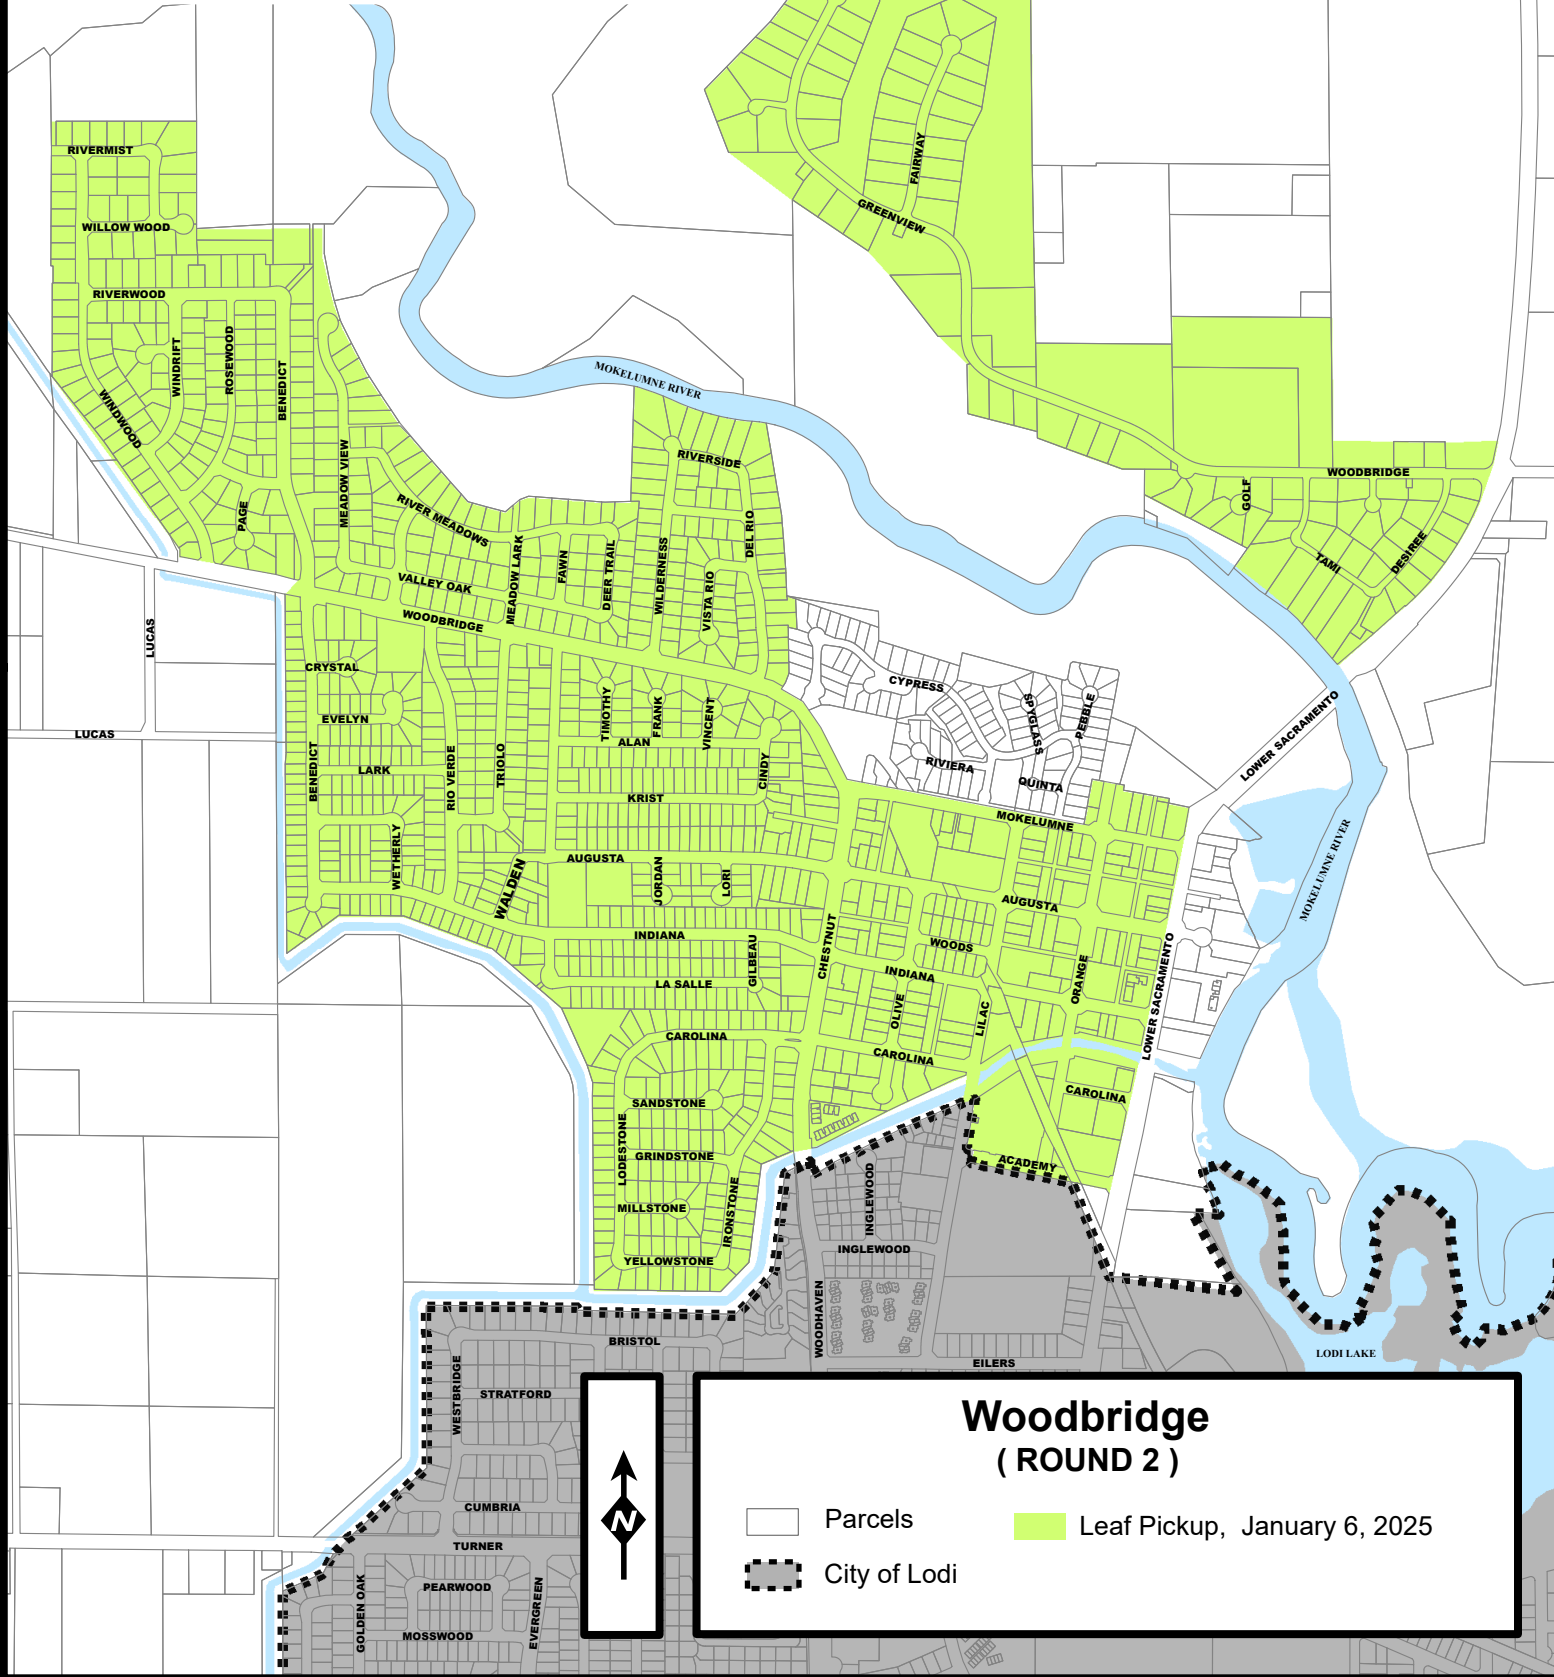 RIVERMIST
WILLOW WOOD
RIVERWOOD
WINDRIFT
ROSEWOOD
BENEDICT
WINDWOOD
PAGE
MEADOW VIEW
RIVER MEADOWS
VALLEY OAK
MEADOW LARK
FAWN
DEER TRAIL
WILDERNESS
RIVERSIDE
DEL RIO
VISTA RIO
WOODBRIDGE
MOKELUMNE RIVER
FAIRWAY
GREENVIEW
WOODBRIDGE
GOLF
TAMI
DESIREE
LUCAS
LUCAS
CRYSTAL
EVELYN
BENEDICT
LARK
WETHERLY
RIO VERDE
TRIOLO
TIMOTHY
FRANK
VINCENT
ALAN
CINDY
KRIST
CYPRESS
SPYGLASS
PEBBLE
RIVIERA
QUINTA
MOKELUMNE
LOWER SACRAMENTO
MOKELUMNE RIVER
AUGUSTA
WALDEN
JORDAN
LORI
INDIANA
GILBEAU
LA SALLE
CHESTNUT
AUGUSTA
WOODS
INDIANA
OLIVE
LILAC
ORANGE
LOWER SACRAMENTO
CAROLINA
CAROLINA
CAROLINA
SANDSTONE
LODESTONE
GRINDSTONE
MILLSTONE
IRONSTONE
YELLOWSTONE
ACADEMY
INGLEWOOD
INGLEWOOD
WOODHAVEN
EILERS
LODI LAKE
BRISTOL
WESTBRIDGE
STRATFORD
CUMBRIA
TURNER
PEARWOOD
GOLDEN OAK
EVERGREEN
MOSSWOOD
N
Woodbridge
( ROUND 2 )
Parcels
Leaf Pickup, January 6, 2025
City of Lodi